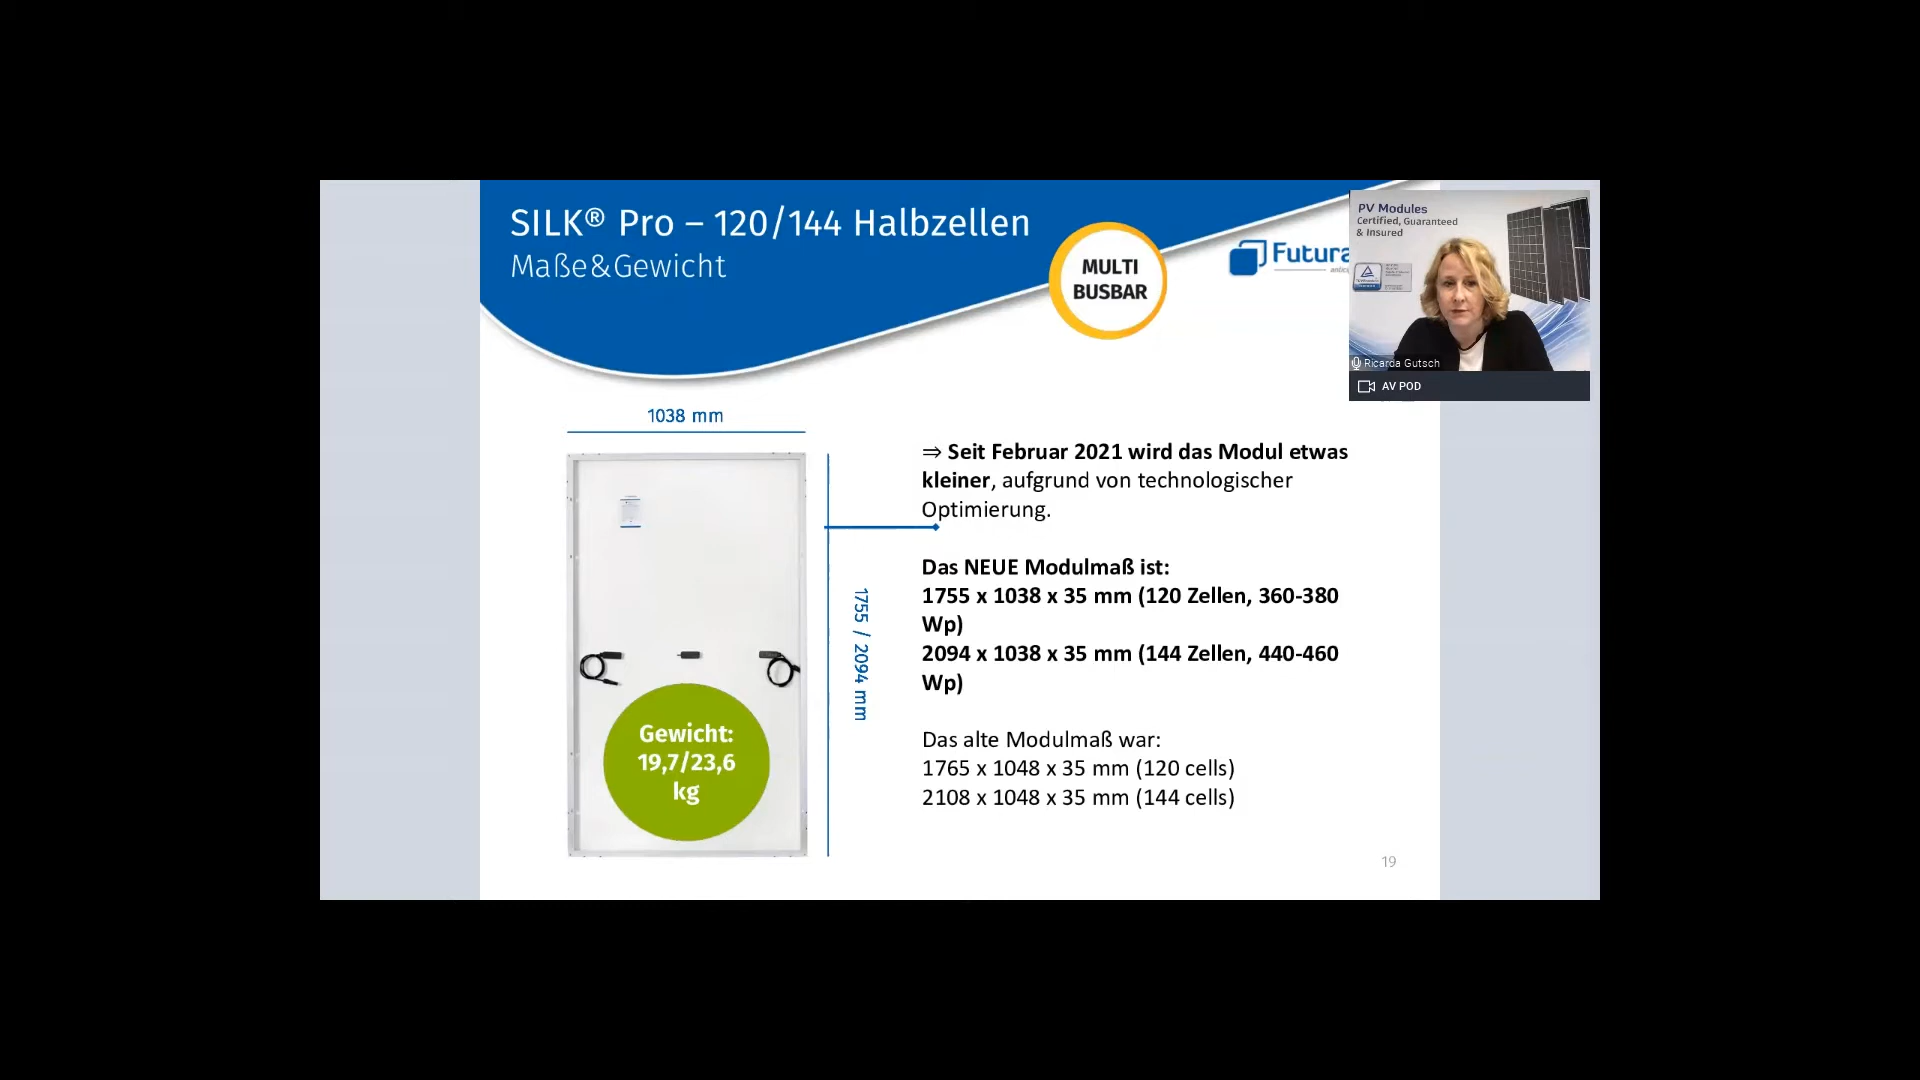 SILK® Pro – 120/144 Halbzellen
Maße&Gewicht
MULTI
BUSBAR
Futura
PV Modules
Certified, Guaranteed
& Insured
Ricarda Gutsch
AV POD
1038 mm
1755 / 2094 mm
Gewicht:
19,7/23,6
kg
⇒ Seit Februar 2021 wird das Modul etwas
kleiner, aufgrund von technologischer
Optimierung.
Das NEUE Modulmaß ist:
1755 x 1038 x 35 mm (120 Zellen, 360-380
Wp)
2094 x 1038 x 35 mm (144 Zellen, 440-460
Wp)
Das alte Modulmaß war:
1765 x 1048 x 35 mm (120 cells)
2108 x 1048 x 35 mm (144 cells)
19